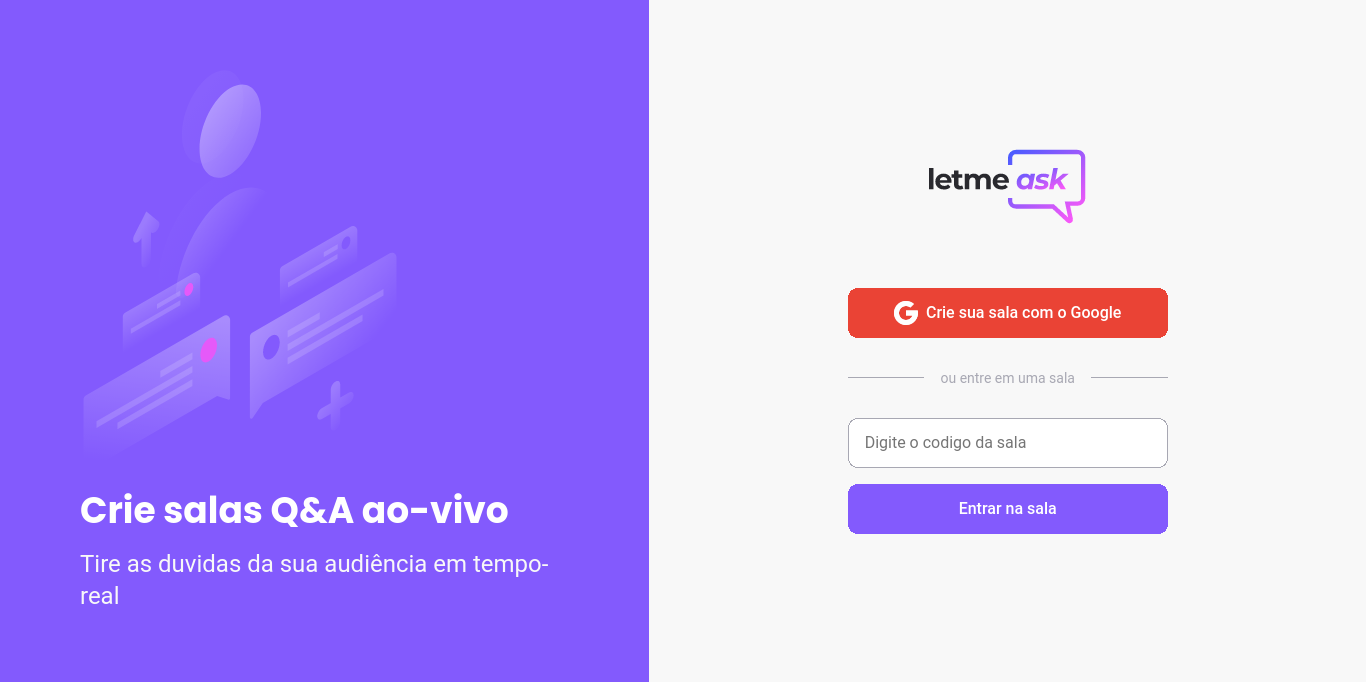 Crie salas Q&A ao-vivo
Tire as duvidas da sua audiência em tempo-
real
letme ask
Crie sua sala com o Google
ou entre em uma sala
Digite o codigo da sala
Entrar na sala